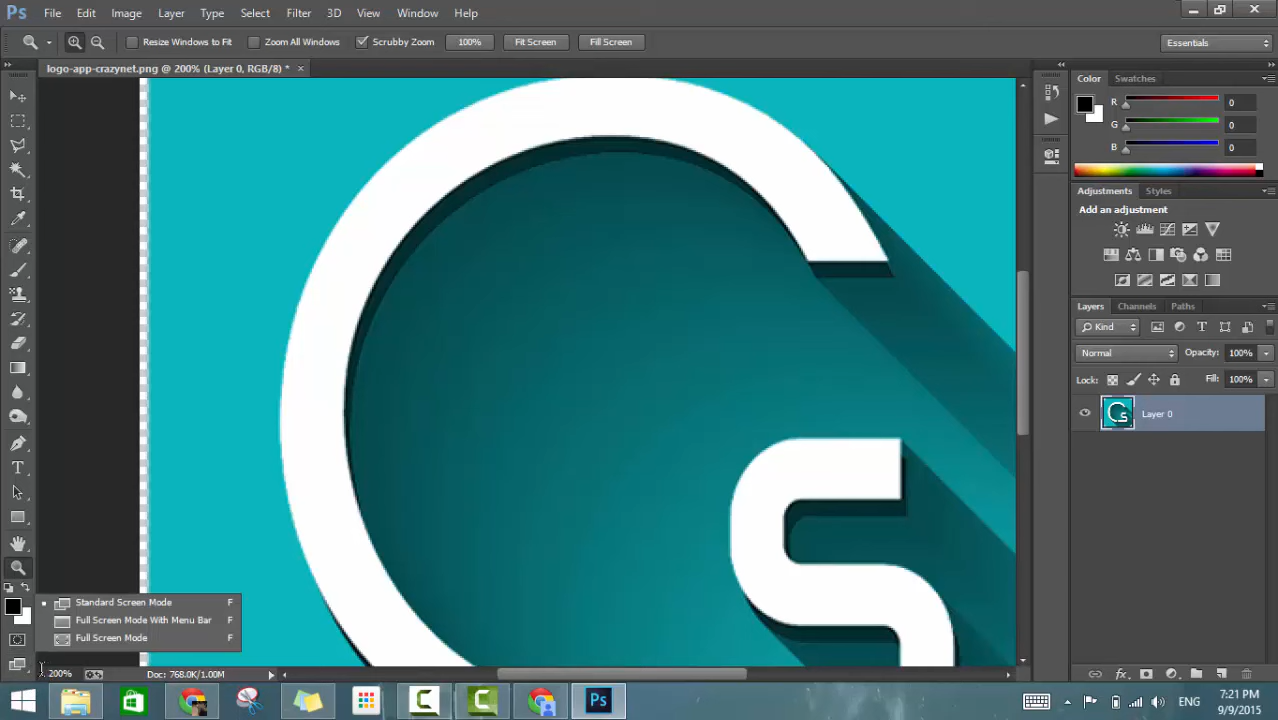 Ps File Edit Image Layer Type Select Filter 3D View Window Help
Resize Windows to Fit Zoom All Windows Scrubby Zoom 100% Fit Screen Fill Screen Essentials
logo-app-crazynet.png @ 200% (Layer 0, RGB/8) *
Color Swatches
R 0
G 0
B 0
Adjustments Styles
Add an adjustment
Layers Channels Paths
Kind
Normal Opacity: 100%
Lock: Fill: 100%
Layer 0
Cs
T
Standard Screen Mode F
Full Screen Mode With Menu Bar F
Full Screen Mode F
200% Doc: 768.0K/1.00M
fx
Ps ENG 7:21 PM
9/9/2015